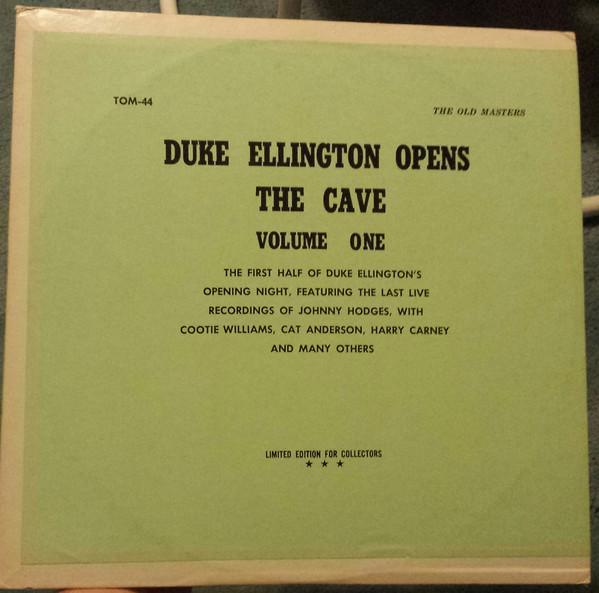 TOM-44
THE OLD MASTERS
DUKE ELLINGTON OPENS
THE CAVE
VOLUME ONE
THE FIRST HALF OF DUKE ELLINGTON'S
OPENING NIGHT, FEATURING THE LAST LIVE
RECORDINGS OF JOHNNY HODGES, WITH
COOTIE WILLIAMS, CAT ANDERSON, HARRY CARNEY
AND MANY OTHERS
LIMITED EDITION FOR COLLECTORS
★ ★ ★